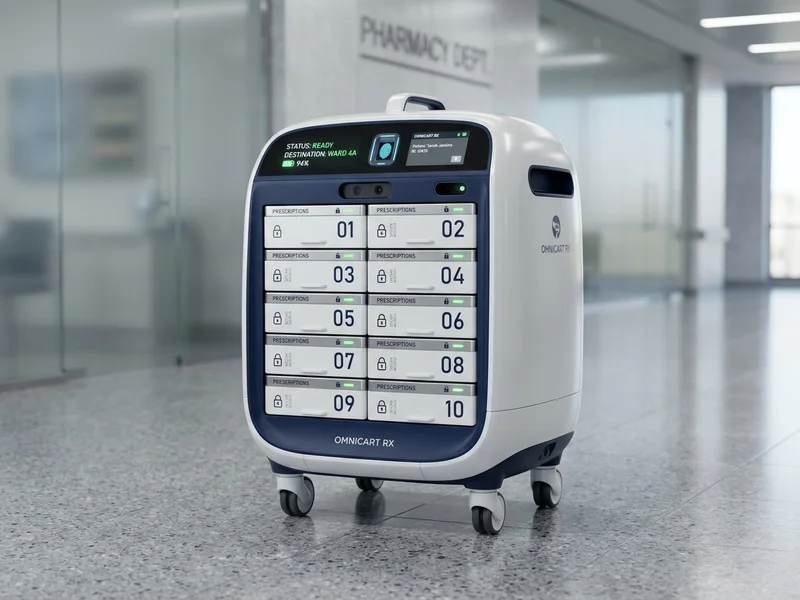 PHARMACY DEPT.
STATUS: READY
DESTINATION: WARD 4A
94%
OMNICART RX
PRESCRIPTIONS
01
PRESCRIPTIONS
02
PRESCRIPTIONS
03
PRESCRIPTIONS
04
PRESCRIPTIONS
05
PRESCRIPTIONS
06
PRESCRIPTIONS
07
PRESCRIPTIONS
08
PRESCRIPTIONS
09
PRESCRIPTIONS
10
OMNICART RX
OMNICART RX